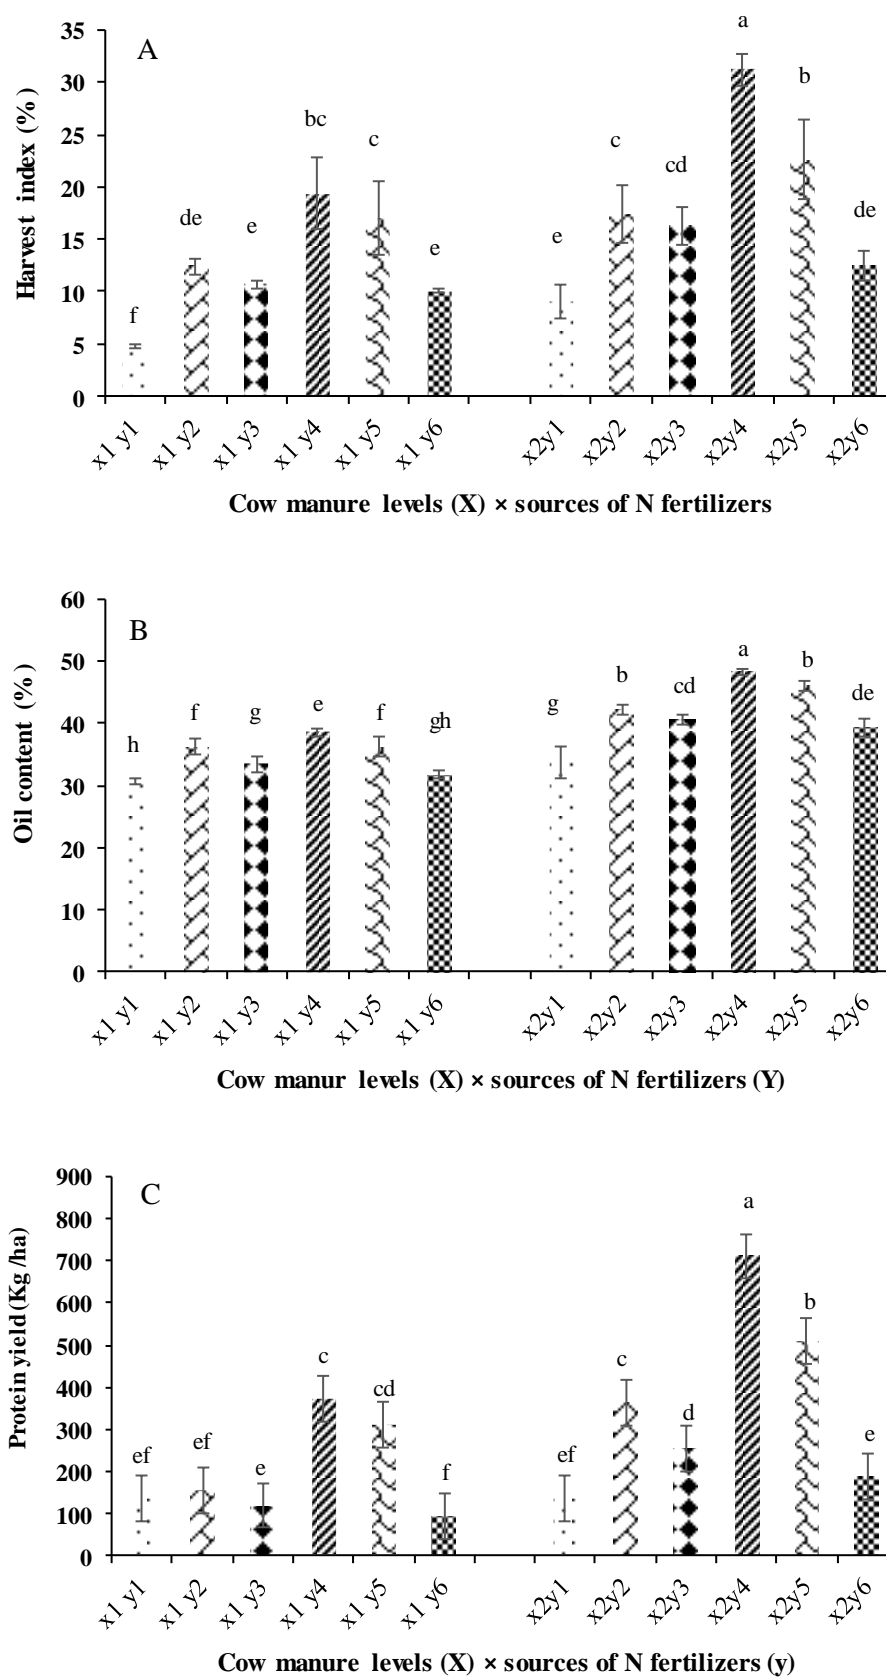 A
Harvest index (%)
35
30
25
20
15
10
5
0
f
de
e
bc
c
e
e
c
cd
a
b
de
x1 y1
x1 y2
x1 y3
x1 y4
x1 y5
x1 y6
x2y1
x2y2
x2y3
x2y4
x2y5
x2y6
Cow manure levels (X) × sources of N fertilizers
B
Oil content (%)
60
50
40
30
20
10
0
h
f
g
e
f
gh
g
b
cd
a
b
de
x1 y1
x1 y2
x1 y3
x1 y4
x1 y5
x1 y6
x2y1
x2y2
x2y3
x2y4
x2y5
x2y6
Cow manur levels (X) × sources of N fertilizers (Y)
C
Protein yield (Kg /ha)
900
800
700
600
500
400
300
200
100
0
ef
ef
e
c
cd
f
ef
c
d
a
b
e
x1 y1
x1 y2
x1 y3
x1 y4
x1 y5
x1 y6
x2y1
x2y2
x2y3
x2y4
x2y5
x2y6
Cow manure levels (X) × sources of N fertilizers (y)